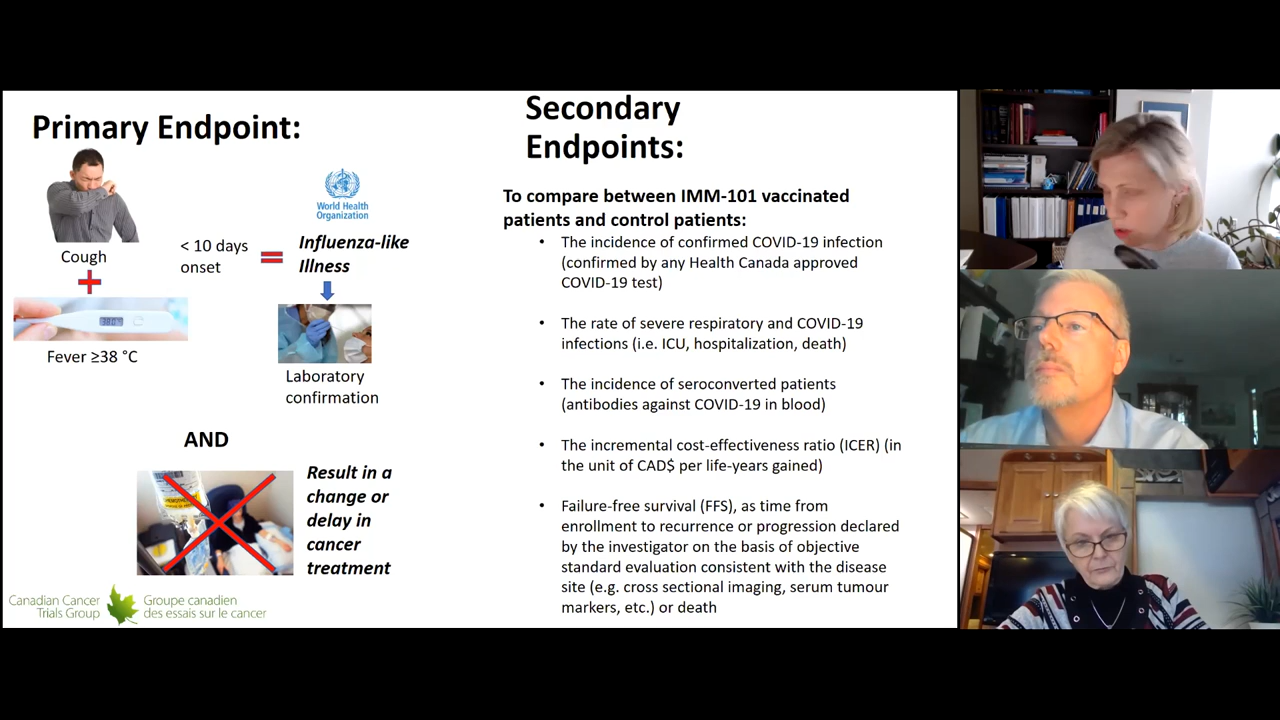 Primary Endpoint:
World Health
Organization
< 10 days
onset
Influenza-like
Illness
Cough
Fever ≥38 °C
Laboratory
confirmation
AND
Result in a
change or
delay in
cancer
treatment
Canadian Cancer
Trials Group
Groupe canadien
des essais sur le cancer
Secondary
Endpoints:
To compare between IMM-101 vaccinated
patients and control patients:
• The incidence of confirmed COVID-19 infection
(confirmed by any Health Canada approved
COVID-19 test)
• The rate of severe respiratory and COVID-19
infections (i.e. ICU, hospitalization, death)
• The incidence of seroconverted patients
(antibodies against COVID-19 in blood)
• The incremental cost-effectiveness ratio (ICER) (in
the unit of CAD$ per life-years gained)
• Failure-free survival (FFS), as time from
enrollment to recurrence or progression declared
by the investigator on the basis of objective
standard evaluation consistent with the disease
site (e.g. cross sectional imaging, serum tumour
markers, etc.) or death